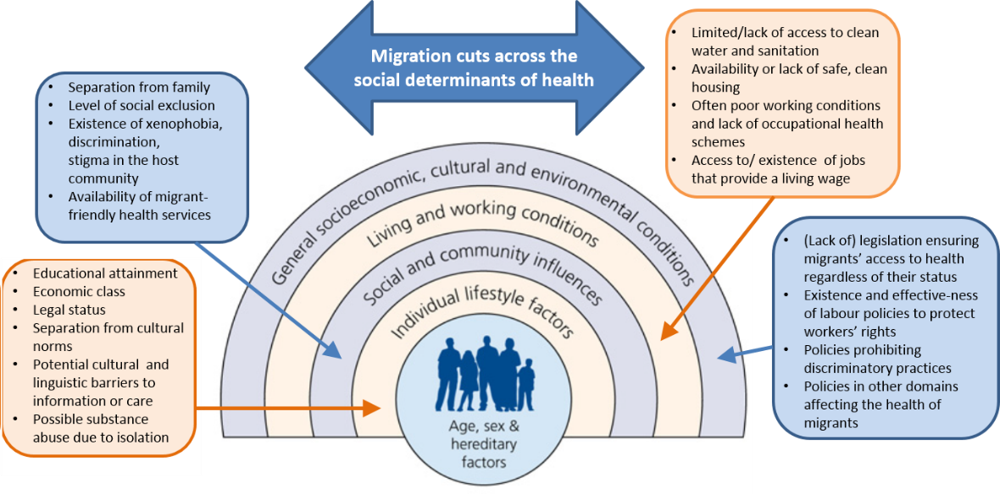 Migration cuts across the
social determinants of health
• Separation from family
• Level of social exclusion
• Existence of xenophobia,
discrimination,
stigma in the host
community
• Availability of migrant-
friendly health services
• Limited/lack of access to clean
water and sanitation
• Availability or lack of safe, clean
housing
• Often poor working conditions
and lack of occupational health
schemes
• Access to/ existence of jobs
that provide a living wage
• Educational attainment
• Economic class
• Legal status
• Separation from cultural
norms
• Potential cultural and
linguistic barriers to
information or care
• Possible substance
abuse due to isolation
• (Lack of) legislation ensuring
migrants’ access to health
regardless of their status
• Existence and effective-ness
of labour policies to protect
workers’ rights
• Policies prohibiting
discriminatory practices
• Policies in other domains
affecting the health of
migrants
General socioeconomic, cultural and environmental conditions
Living and working conditions
Social and community influences
Individual lifestyle factors
Age, sex &
hereditary
factors